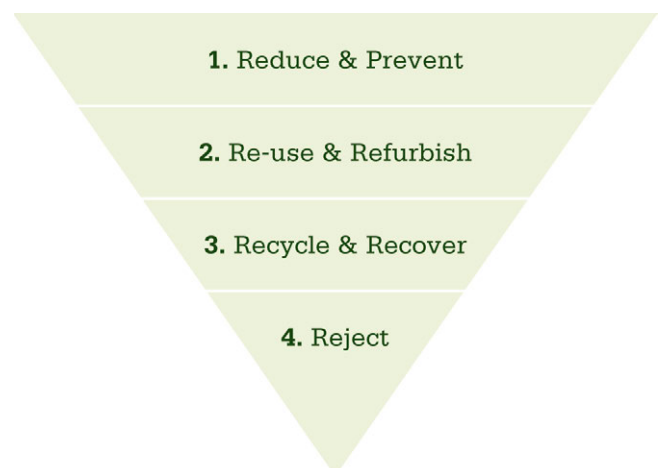 1. Reduce & Prevent
2. Re-use & Refurbish
3. Recycle & Recover
4. Reject